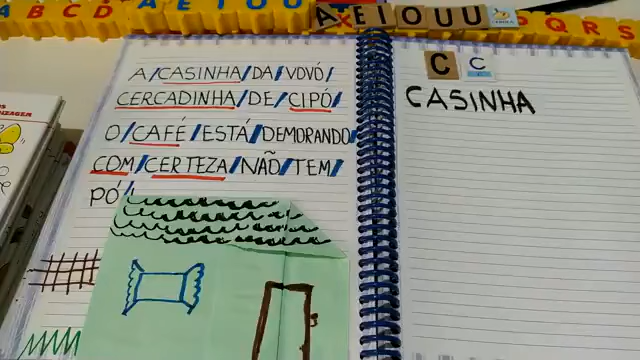 A B C D A E I O U A E I O U U Q R S
A/CASINHA/DA/VOVÓ/
CERCADINHA/DE/CIPÓ/
O/CAFÉ/ESTÁ/DEMORANDO/
COM/CERTEZA/NÃO/TEM/
PÓ/!
C C
CASINHA